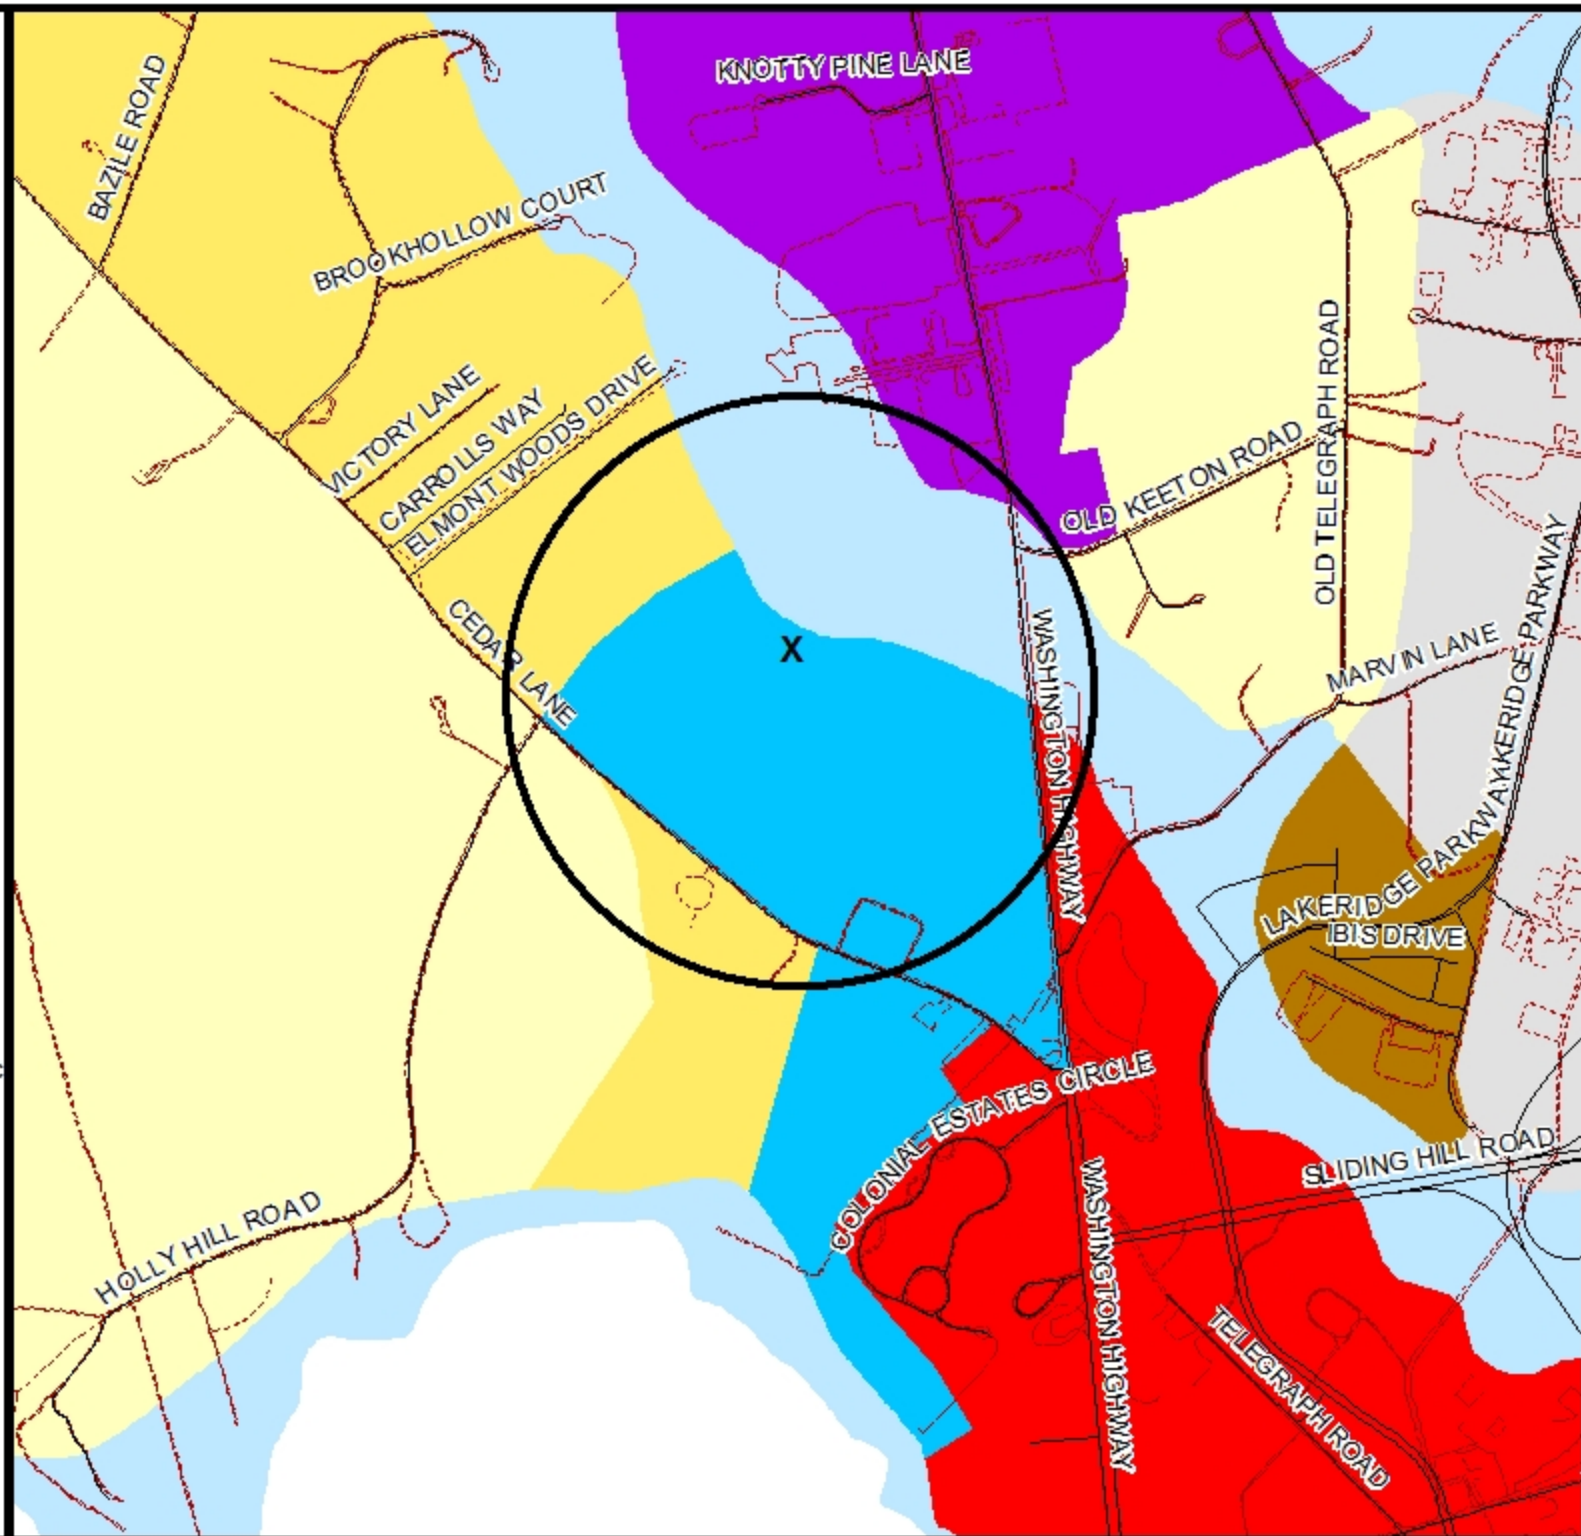 KNOTTY PINE LANE
BAZILE ROAD
BROOKHOLLOW COURT
VICTORY LANE
CARROLLS WAY
ELMONT WOODS DRIVE
OLD TELEGRAPH ROAD
OLD KEETON ROAD
CEDAR LANE
X
WASHINGTON HIGHWAY
MARVIN LANE
LAKERIDGE PARKWAY
LAKERIDGE PARKWAY
IBIS DRIVE
COLONIAL ESTATES CIRCLE
SLIDING HILL ROAD
HOLLY HILL ROAD
WASHINGTON HIGHWAY
TELEGRAPH ROAD